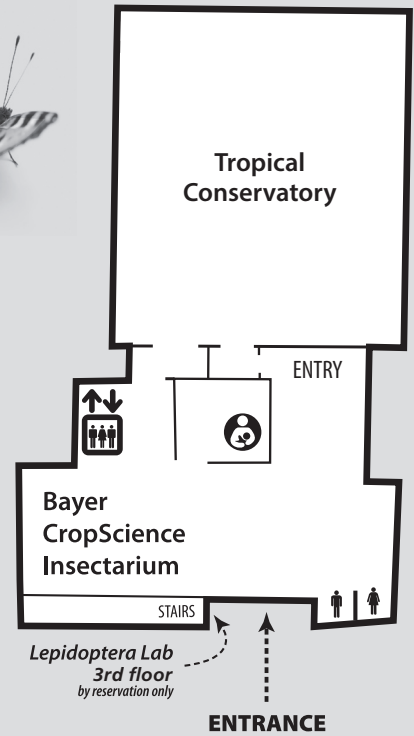 Tropical
Conservatory
ENTRY
Bayer
CropScience
Insectarium
STAIRS
Lepidoptera Lab
3rd floor
by reservation only
ENTRANCE